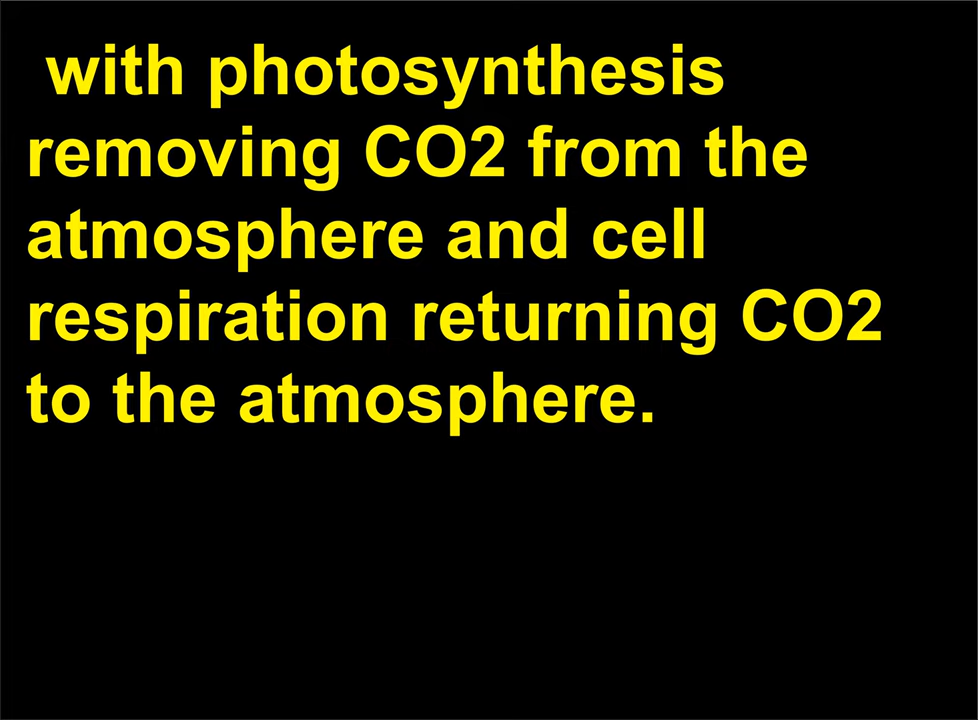 with photosynthesis
removing CO2 from the
atmosphere and cell
respiration returning CO2
to the atmosphere.